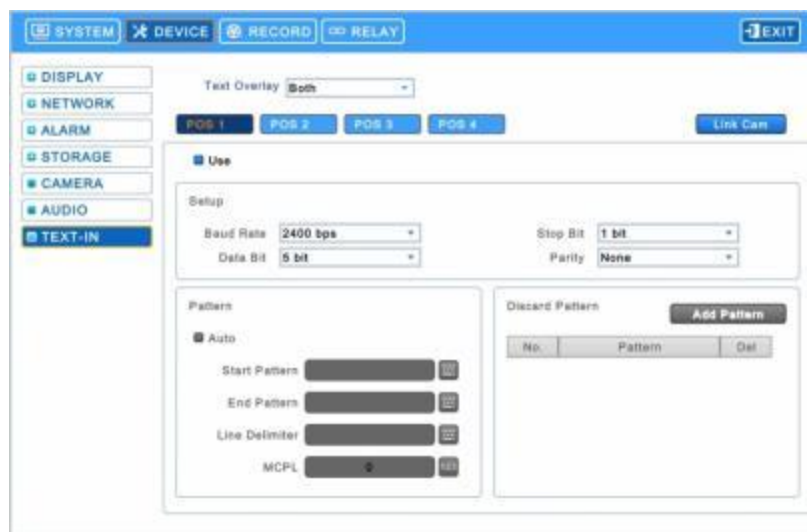 SYSTEM DEVICE RECORD RELAY EXIT
DISPLAY
NETWORK
ALARM
STORAGE
CAMERA
AUDIO
TEXT-IN
Text Overlay Both
POS 1 POS 2 POS 3 POS 4 Link Cam
Use
Setup
Baud Rate 2400 bps Stop Bit 1 bit
Data Bit 5 bit Parity None
Pattern
Auto
Start Pattern
End Pattern
Line Delimiter
MCPL 0
Discard Pattern Add Pattern
No. Pattern Del